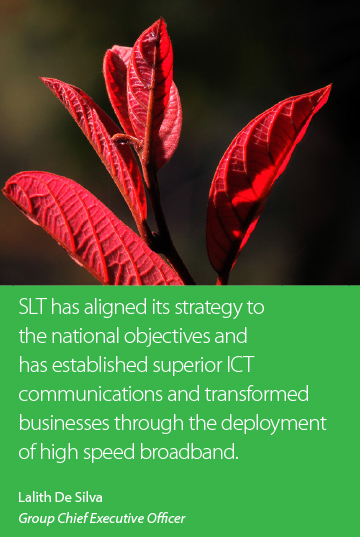 SLT has aligned its strategy to
the national objectives and
has established superior ICT
communications and transformed
businesses through the deployment
of high speed broadband.
Lalith De Silva
Group Chief Executive Officer